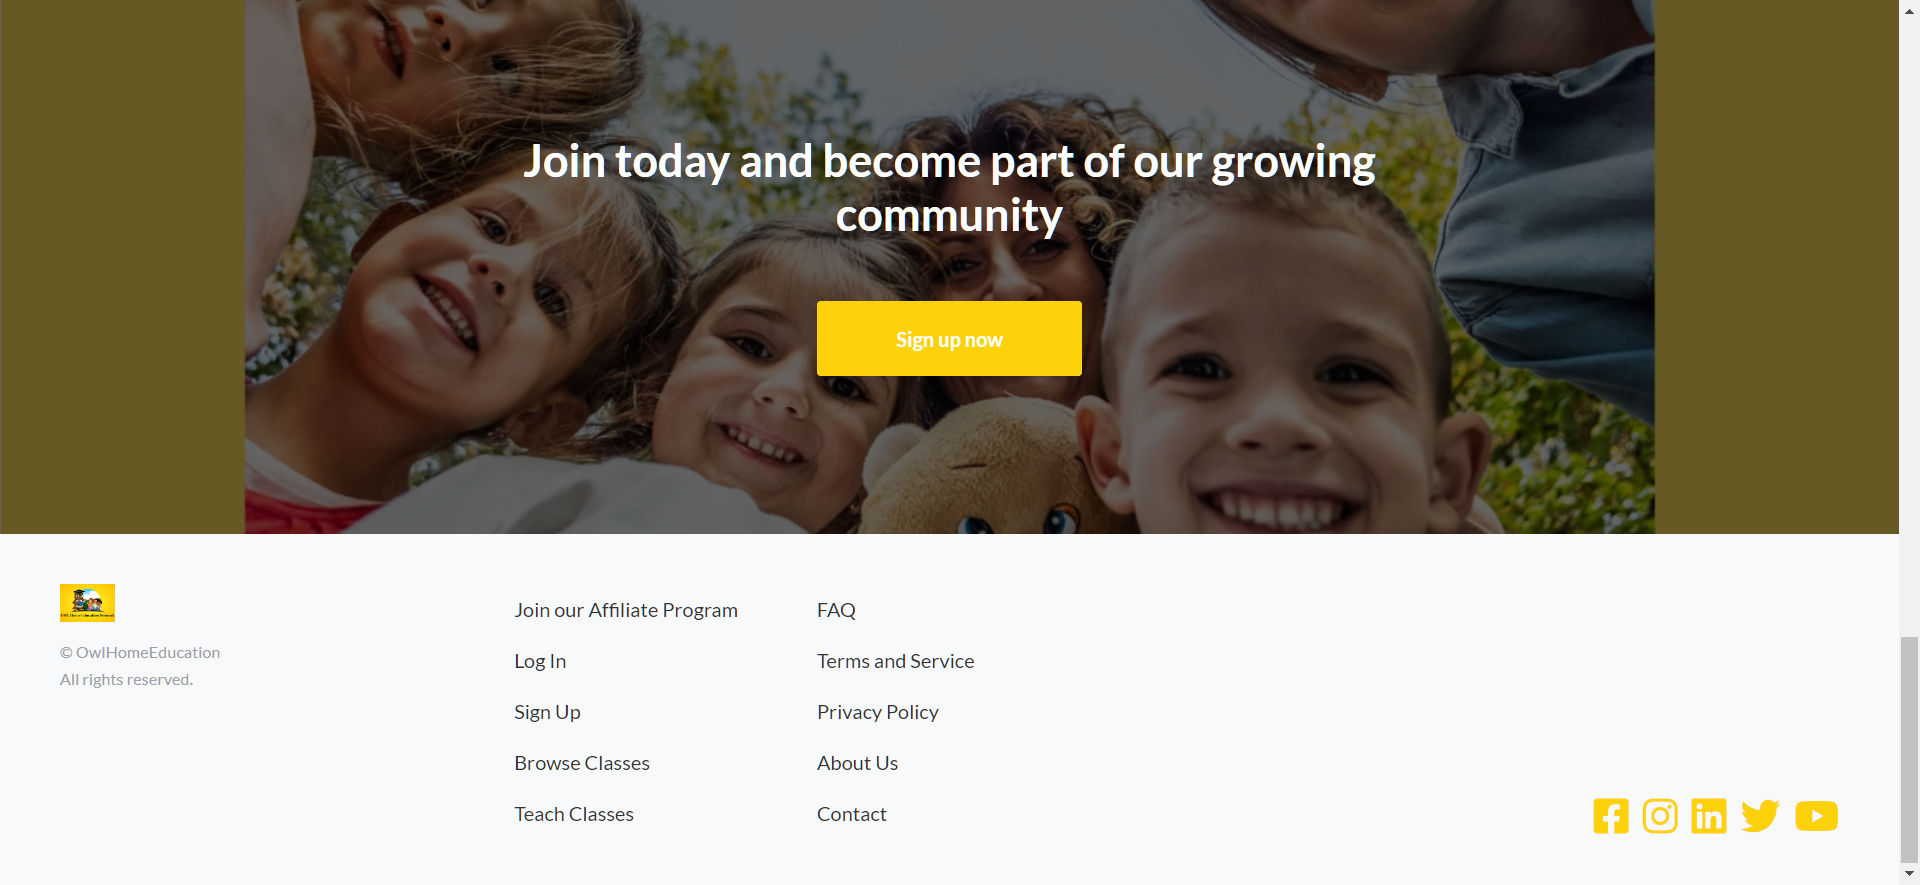 Join today and become part of our growing
community
Sign up now
© OwlHomeEducation
All rights reserved.
Join our Affiliate Program
Log In
Sign Up
Browse Classes
Teach Classes
FAQ
Terms and Service
Privacy Policy
About Us
Contact